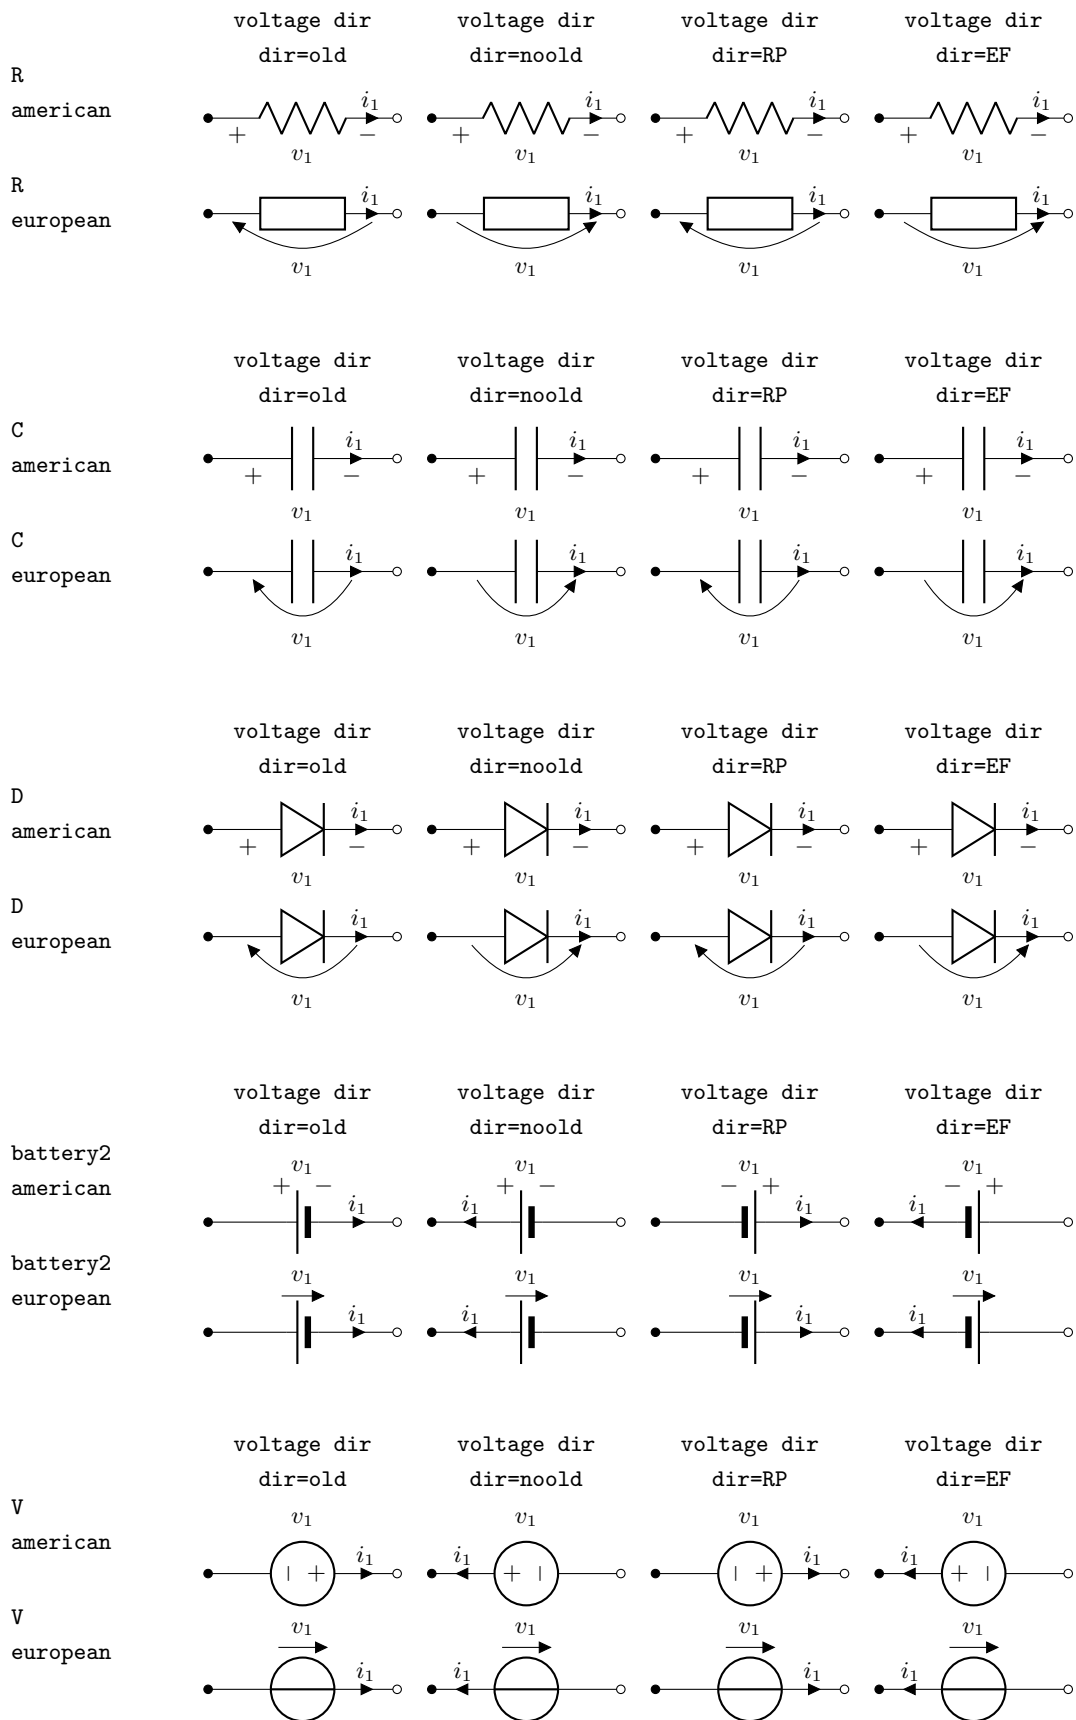 voltage dir voltage dir voltage dir voltage dir
dir=old dir=noold dir=RP dir=EF
R
american
i1 i1 i1 i1
+ − + − + − + −
v1 v1 v1 v1
R
european
i1 i1 i1 i1
v1 v1 v1 v1
voltage dir voltage dir voltage dir voltage dir
dir=old dir=noold dir=RP dir=EF
C
american
i1 i1 i1 i1
+ − + − + − + −
v1 v1 v1 v1
C
european
i1 i1 i1 i1
v1 v1 v1 v1
voltage dir voltage dir voltage dir voltage dir
dir=old dir=noold dir=RP dir=EF
D
american
i1 i1 i1 i1
+ − + − + − + −
v1 v1 v1 v1
D
european
i1 i1 i1 i1
v1 v1 v1 v1
voltage dir voltage dir voltage dir voltage dir
dir=old dir=noold dir=RP dir=EF
battery2
american
v1 v1 v1 v1
+ − + − − + − +
i1 i1 i1 i1
battery2
european
v1 v1 v1 v1
i1 i1 i1 i1
voltage dir voltage dir voltage dir voltage dir
dir=old dir=noold dir=RP dir=EF
V
american
v1 v1 v1 v1
i1 i1 i1 i1
− + + − − + + −
V
european
v1 v1 v1 v1
i1 i1 i1 i1